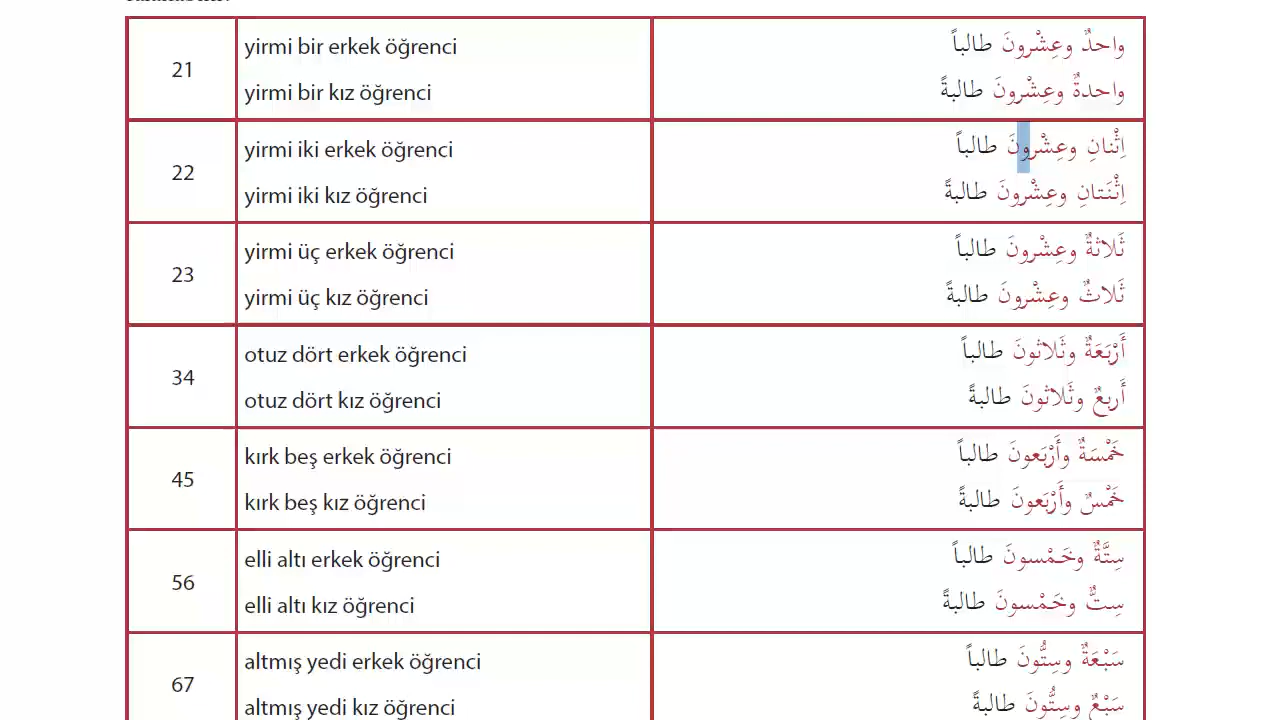 21
yirmi bir erkek öğrenci
واحدٌ وعِشْرونَ طالباً
yirmi bir kız öğrenci
واحدةٌ وعِشْرونَ طالبةً
22
yirmi iki erkek öğrenci
اِثْنانِ وعِشْرونَ طالباً
yirmi iki kız öğrenci
اِثْنَتانِ وعِشْرونَ طالبةً
23
yirmi üç erkek öğrenci
ثَلاثةٌ وعِشْرونَ طالباً
yirmi üç kız öğrenci
ثَلاثٌ وعِشْرونَ طالبةً
34
otuz dört erkek öğrenci
أَرْبَعَةٌ وثَلاثونَ طالباً
otuz dört kız öğrenci
أَربعٌ وثَلاثونَ طالبةً
45
kırk beş erkek öğrenci
خَمْسَةٌ وأَرْبَعونَ طالباً
kırk beş kız öğrenci
خَمْسٌ وأَرْبَعونَ طالبةً
56
elli altı erkek öğrenci
سِتَّةٌ وخَمْسونَ طالباً
elli altı kız öğrenci
سِتٌّ وخَمْسونَ طالبةً
67
altmış yedi erkek öğrenci
سَبْعَةٌ وسِتُّونَ طالباً
altmış yedi kız öğrenci
سَبْعٌ وسِتُّونَ طالبةً